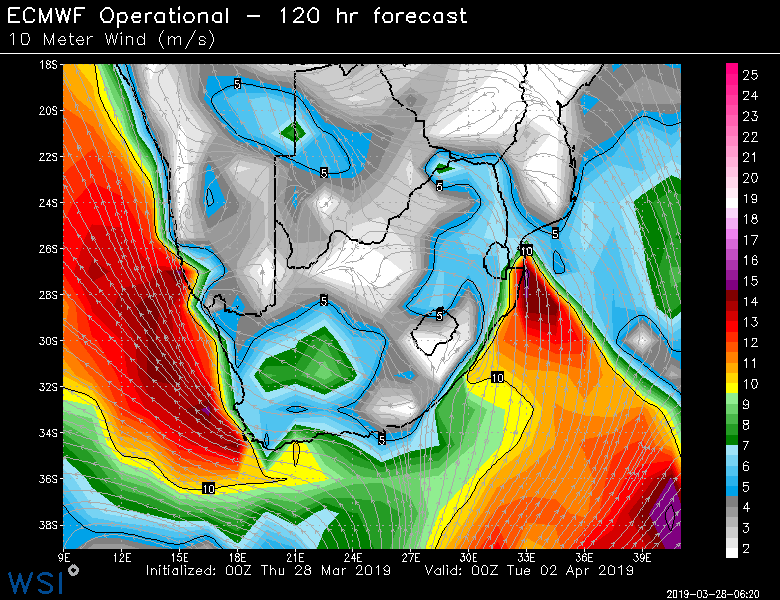 ECMWF Operational – 120 hr forecast
10 Meter Wind (m/s)
18S
20S
22S
24S
26S
28S
30S
32S
34S
36S
38S
5
5
5
5
10
5
5
10
5
10
25
24
23
22
21
20
19
18
17
16
15
14
13
12
11
10
9
8
7
6
5
4
3
2
9E 12E 15E 18E 21E 24E 27E 30E 33E 36E 39E
Initialized: 00Z Thu 28 Mar 2019 Valid: 00Z Tue 02 Apr 2019
WSI
2019-03-28-06:20